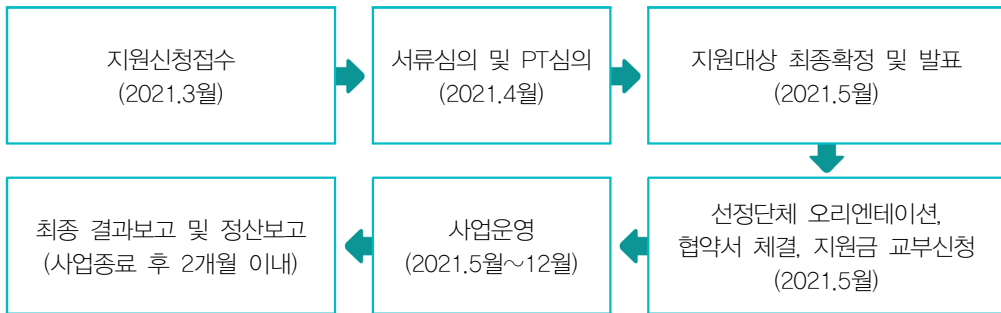 지원신청접수
(2021.3월)
서류심의 및 PT심의
(2021.4월)
지원대상 최종확정 및 발표
(2021.5월)
선정단체 오리엔테이션,
협약서 체결, 지원금 교부신청
(2021.5월)
사업운영
(2021.5월~12월)
최종 결과보고 및 정산보고
(사업종료 후 2개월 이내)